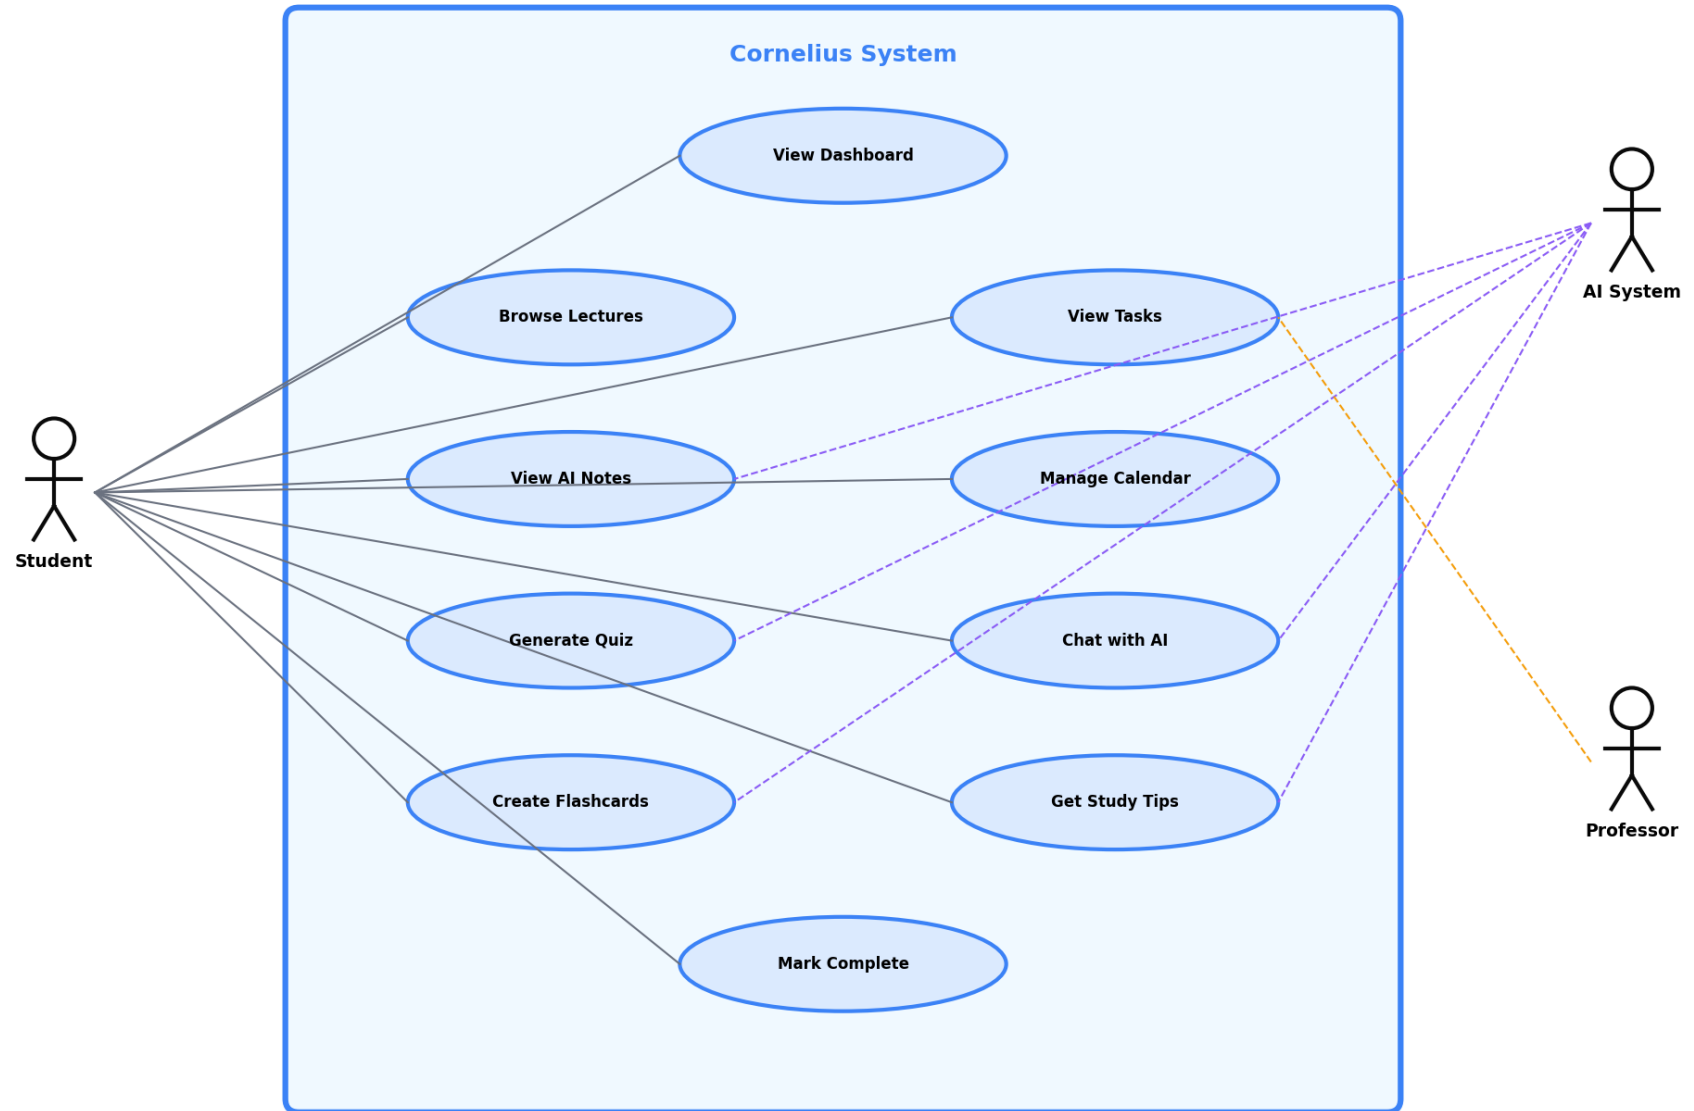 Cornelius System
View Dashboard
Browse Lectures
View Tasks
AI System
View AI Notes
Manage Calendar
Student
Generate Quiz
Chat with AI
Create Flashcards
Get Study Tips
Professor
Mark Complete